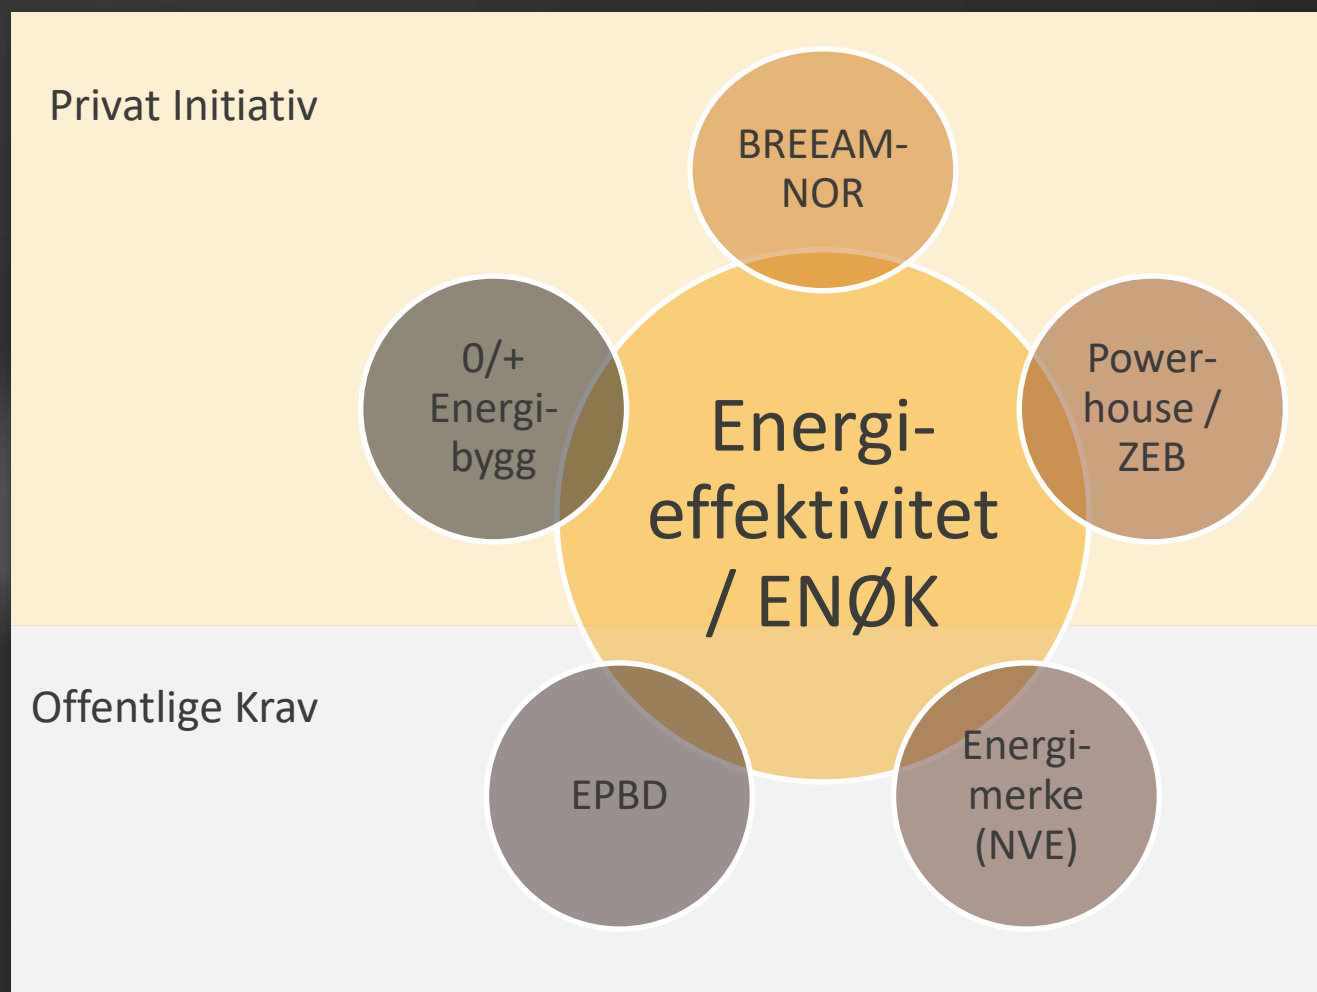 Privat Initiativ
BREEAM-
NOR
0/+
Energi-
bygg
Power-
house /
ZEB
Energi-
effektivitet
/ ENØK
Offentlige Krav
EPBD
Energi-
merke
(NVE)